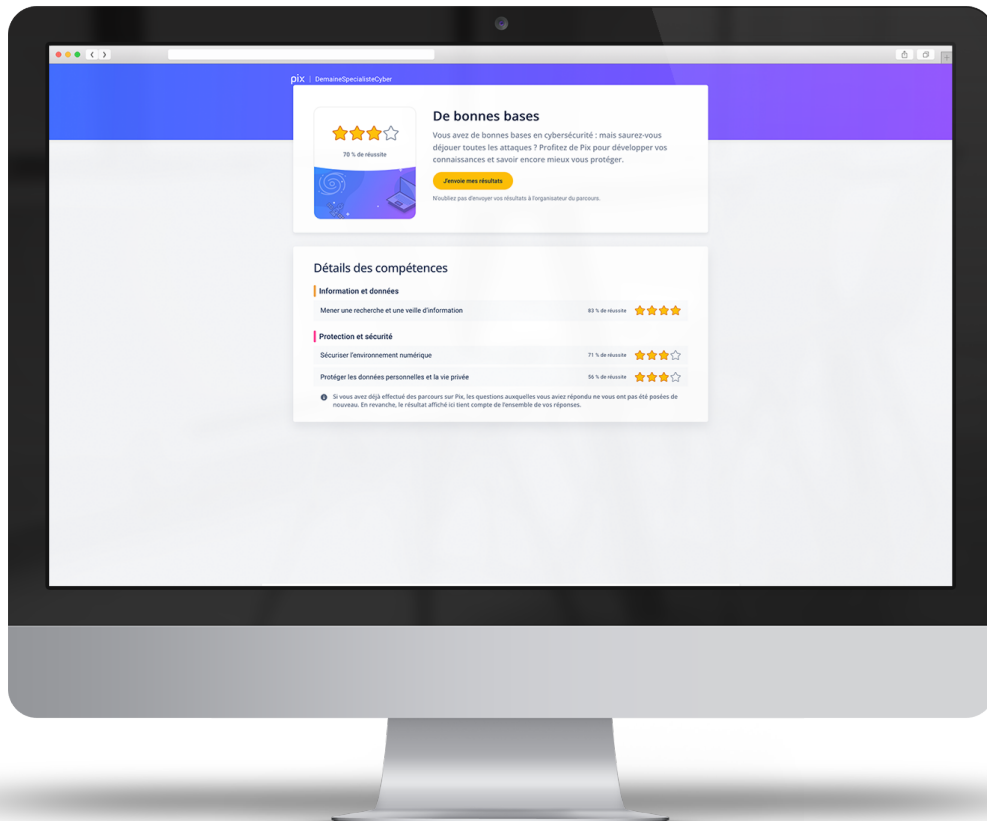 pix | DemaineSpecialisteCyber
De bonnes bases
Vous avez de bonnes bases en cybersécurité : mais saurez-vous
déjouer toutes les attaques ? Profitez de Pix pour développer vos
connaissances et savoir encore mieux vous protéger.
70 % de réussite
J'envoie mes résultats
N'oubliez pas d'envoyer vos résultats à l'organisateur du parcours.
Détails des compétences
Information et données
Mener une recherche et une veille d'information 83 % de réussite
Protection et sécurité
Sécuriser l'environnement numérique 71 % de réussite
Protéger les données personnelles et la vie privée 56 % de réussite
Si vous avez déjà effectué des parcours sur Pix, les questions auxquelles vous aviez répondu ne vous ont pas été posées de
nouveau. En revanche, le résultat affiché ici tient compte de l'ensemble de vos réponses.